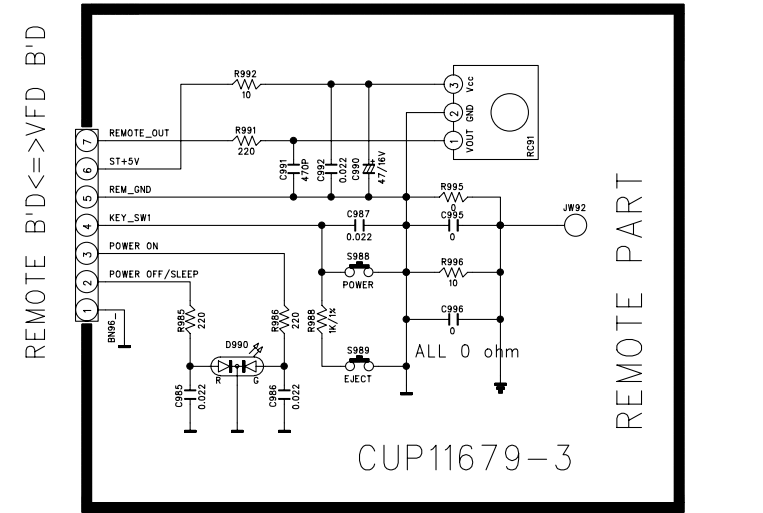 REMOTE B'D<=>VFD B'D
R992
10
3
Vcc
2
GND
1
VOUT
RC91
7
REMOTE_OUT
R991
220
6
ST+5V
C991
470P
C992
0.022
C990
+
47/16V
5
REM_GND
R995
0
4
KEY_SW1
C987
0.022
C995
0
JW92
3
POWER ON
S988
POWER
R996
10
2
POWER OFF/SLEEP
1
BN96_
R985
220
R986
220
R988
1K/1%
C996
0
D990
R
G
S989
EJECT
ALL 0 ohm
C985
0.022
C986
0.022
REMOTE PART
CUP11679-3